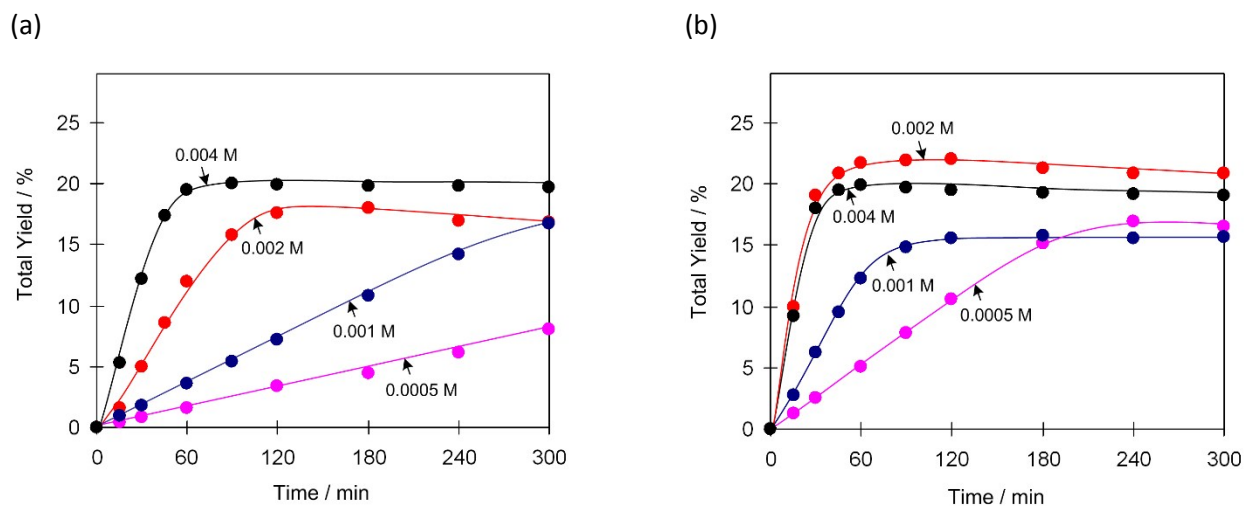 (a)
(b)
Total Yield / %
25
20
15
10
5
0
0 60 120 180 240 300
Time / min
0.004 M
0.002 M
0.001 M
0.0005 M
Total Yield / %
25
20
15
10
5
0
0 60 120 180 240 300
Time / min
0.002 M
0.004 M
0.001 M
0.0005 M